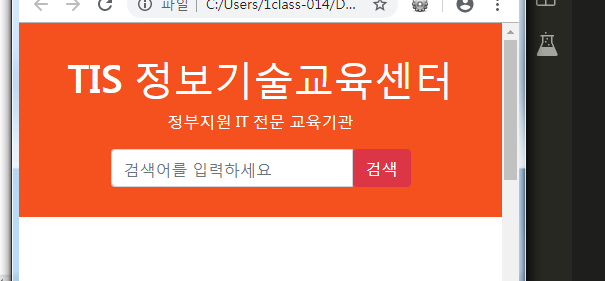 파일 | C:/Users/1class-014/D...
TIS 정보기술교육센터
정부지원 IT 전문 교육기관
검색어를 입력하세요 검색